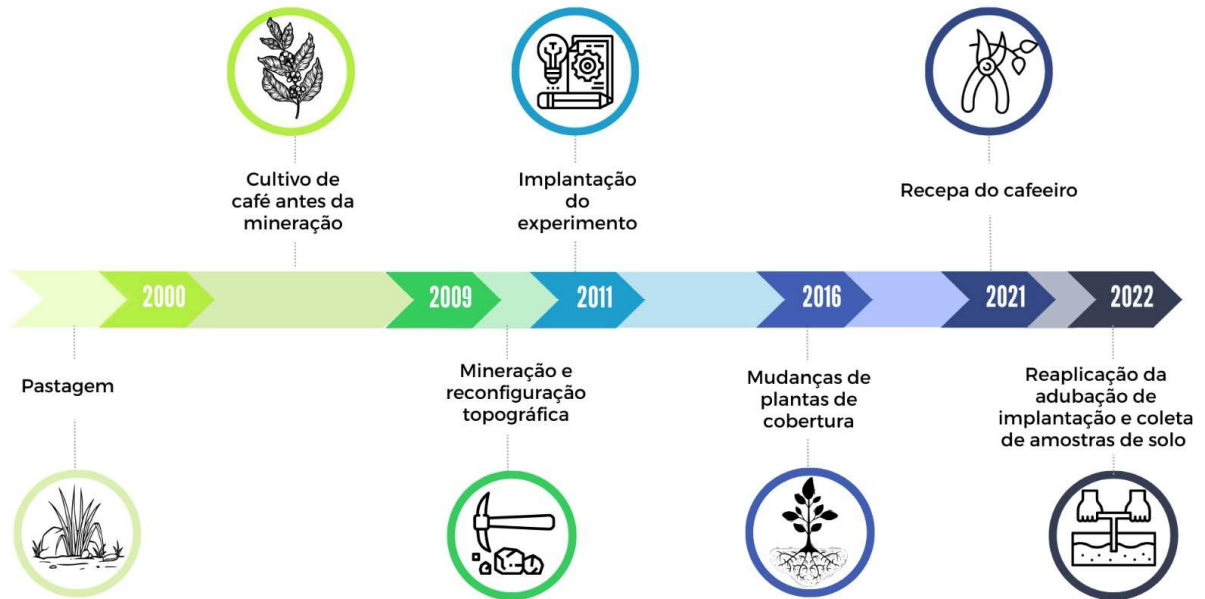 Cultivo de
café antes da
mineração
Implantação
do
experimento
Recepa do cafeeiro
2000
2009
2011
2016
2021
2022
Pastagem
Mineração e
reconfiguração
topográfica
Mudanças de
plantas de
cobertura
Reaplicação da
adubação de
implantação e coleta
de amostras de solo